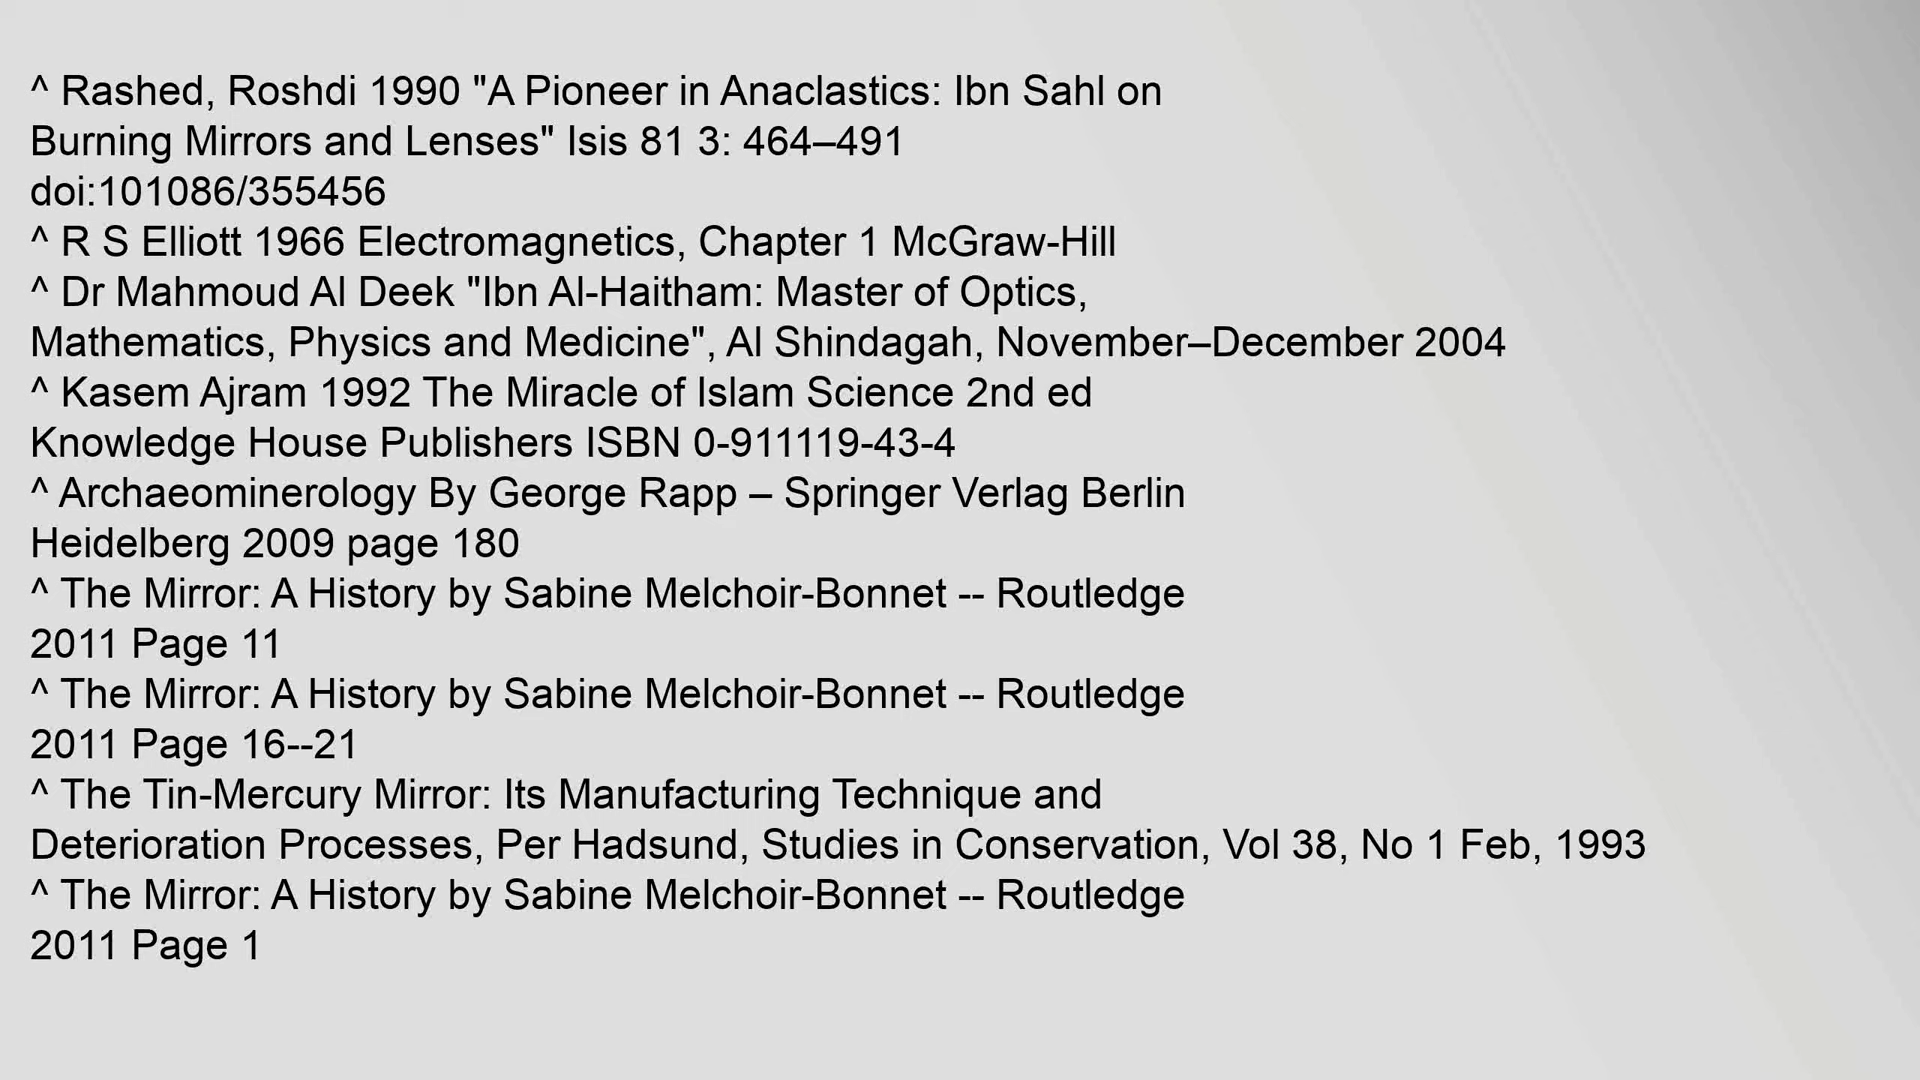 ^ Rashed, Roshdi 1990 "A Pioneer in Anaclastics: Ibn Sahl on
Burning Mirrors and Lenses" Isis 81 3: 464–491
doi:101086/355456
^ R S Elliott 1966 Electromagnetics, Chapter 1 McGraw-Hill
^ Dr Mahmoud Al Deek "Ibn Al-Haitham: Master of Optics,
Mathematics, Physics and Medicine", Al Shindagah, November–December 2004
^ Kasem Ajram 1992 The Miracle of Islam Science 2nd ed
Knowledge House Publishers ISBN 0-911119-43-4
^ Archaeominerology By George Rapp – Springer Verlag Berlin
Heidelberg 2009 page 180
^ The Mirror: A History by Sabine Melchoir-Bonnet -- Routledge
2011 Page 11
^ The Mirror: A History by Sabine Melchoir-Bonnet -- Routledge
2011 Page 16--21
^ The Tin-Mercury Mirror: Its Manufacturing Technique and
Deterioration Processes, Per Hadsund, Studies in Conservation, Vol 38, No 1 Feb, 1993
^ The Mirror: A History by Sabine Melchoir-Bonnet -- Routledge
2011 Page 1